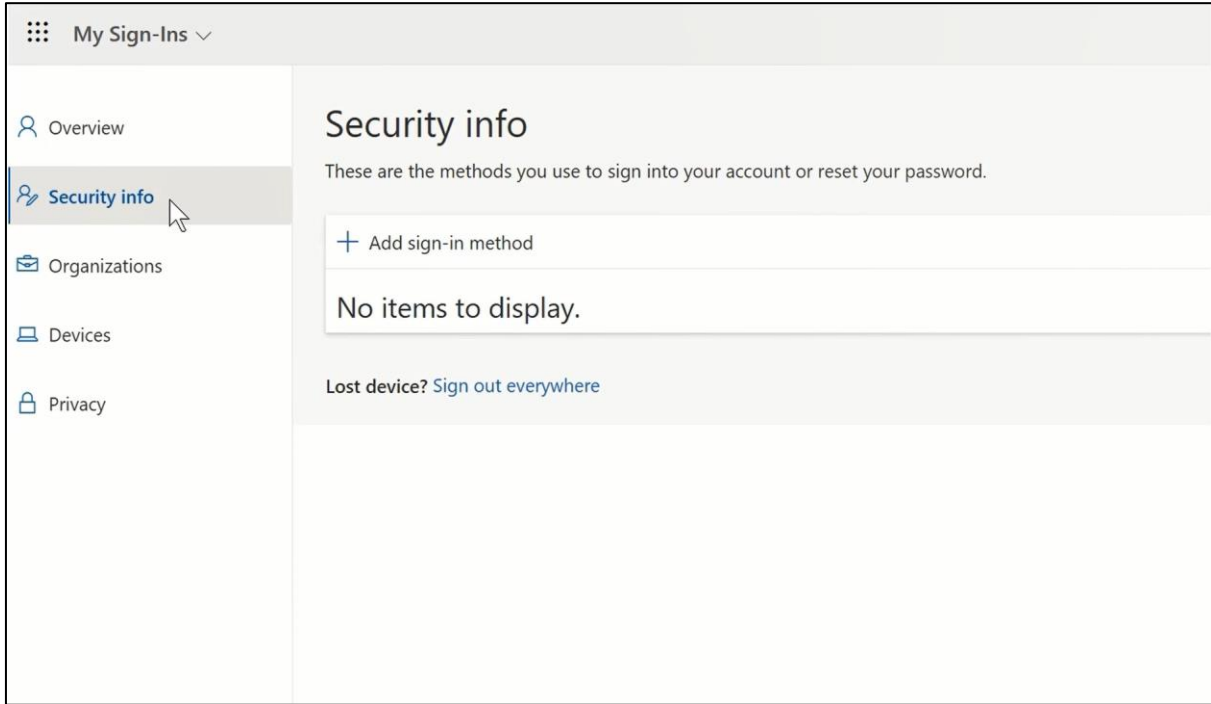 My Sign-Ins
Overview
Security info
Organizations
Devices
Privacy
Security info
These are the methods you use to sign into your account or reset your password.
+ Add sign-in method
No items to display.
Lost device? Sign out everywhere